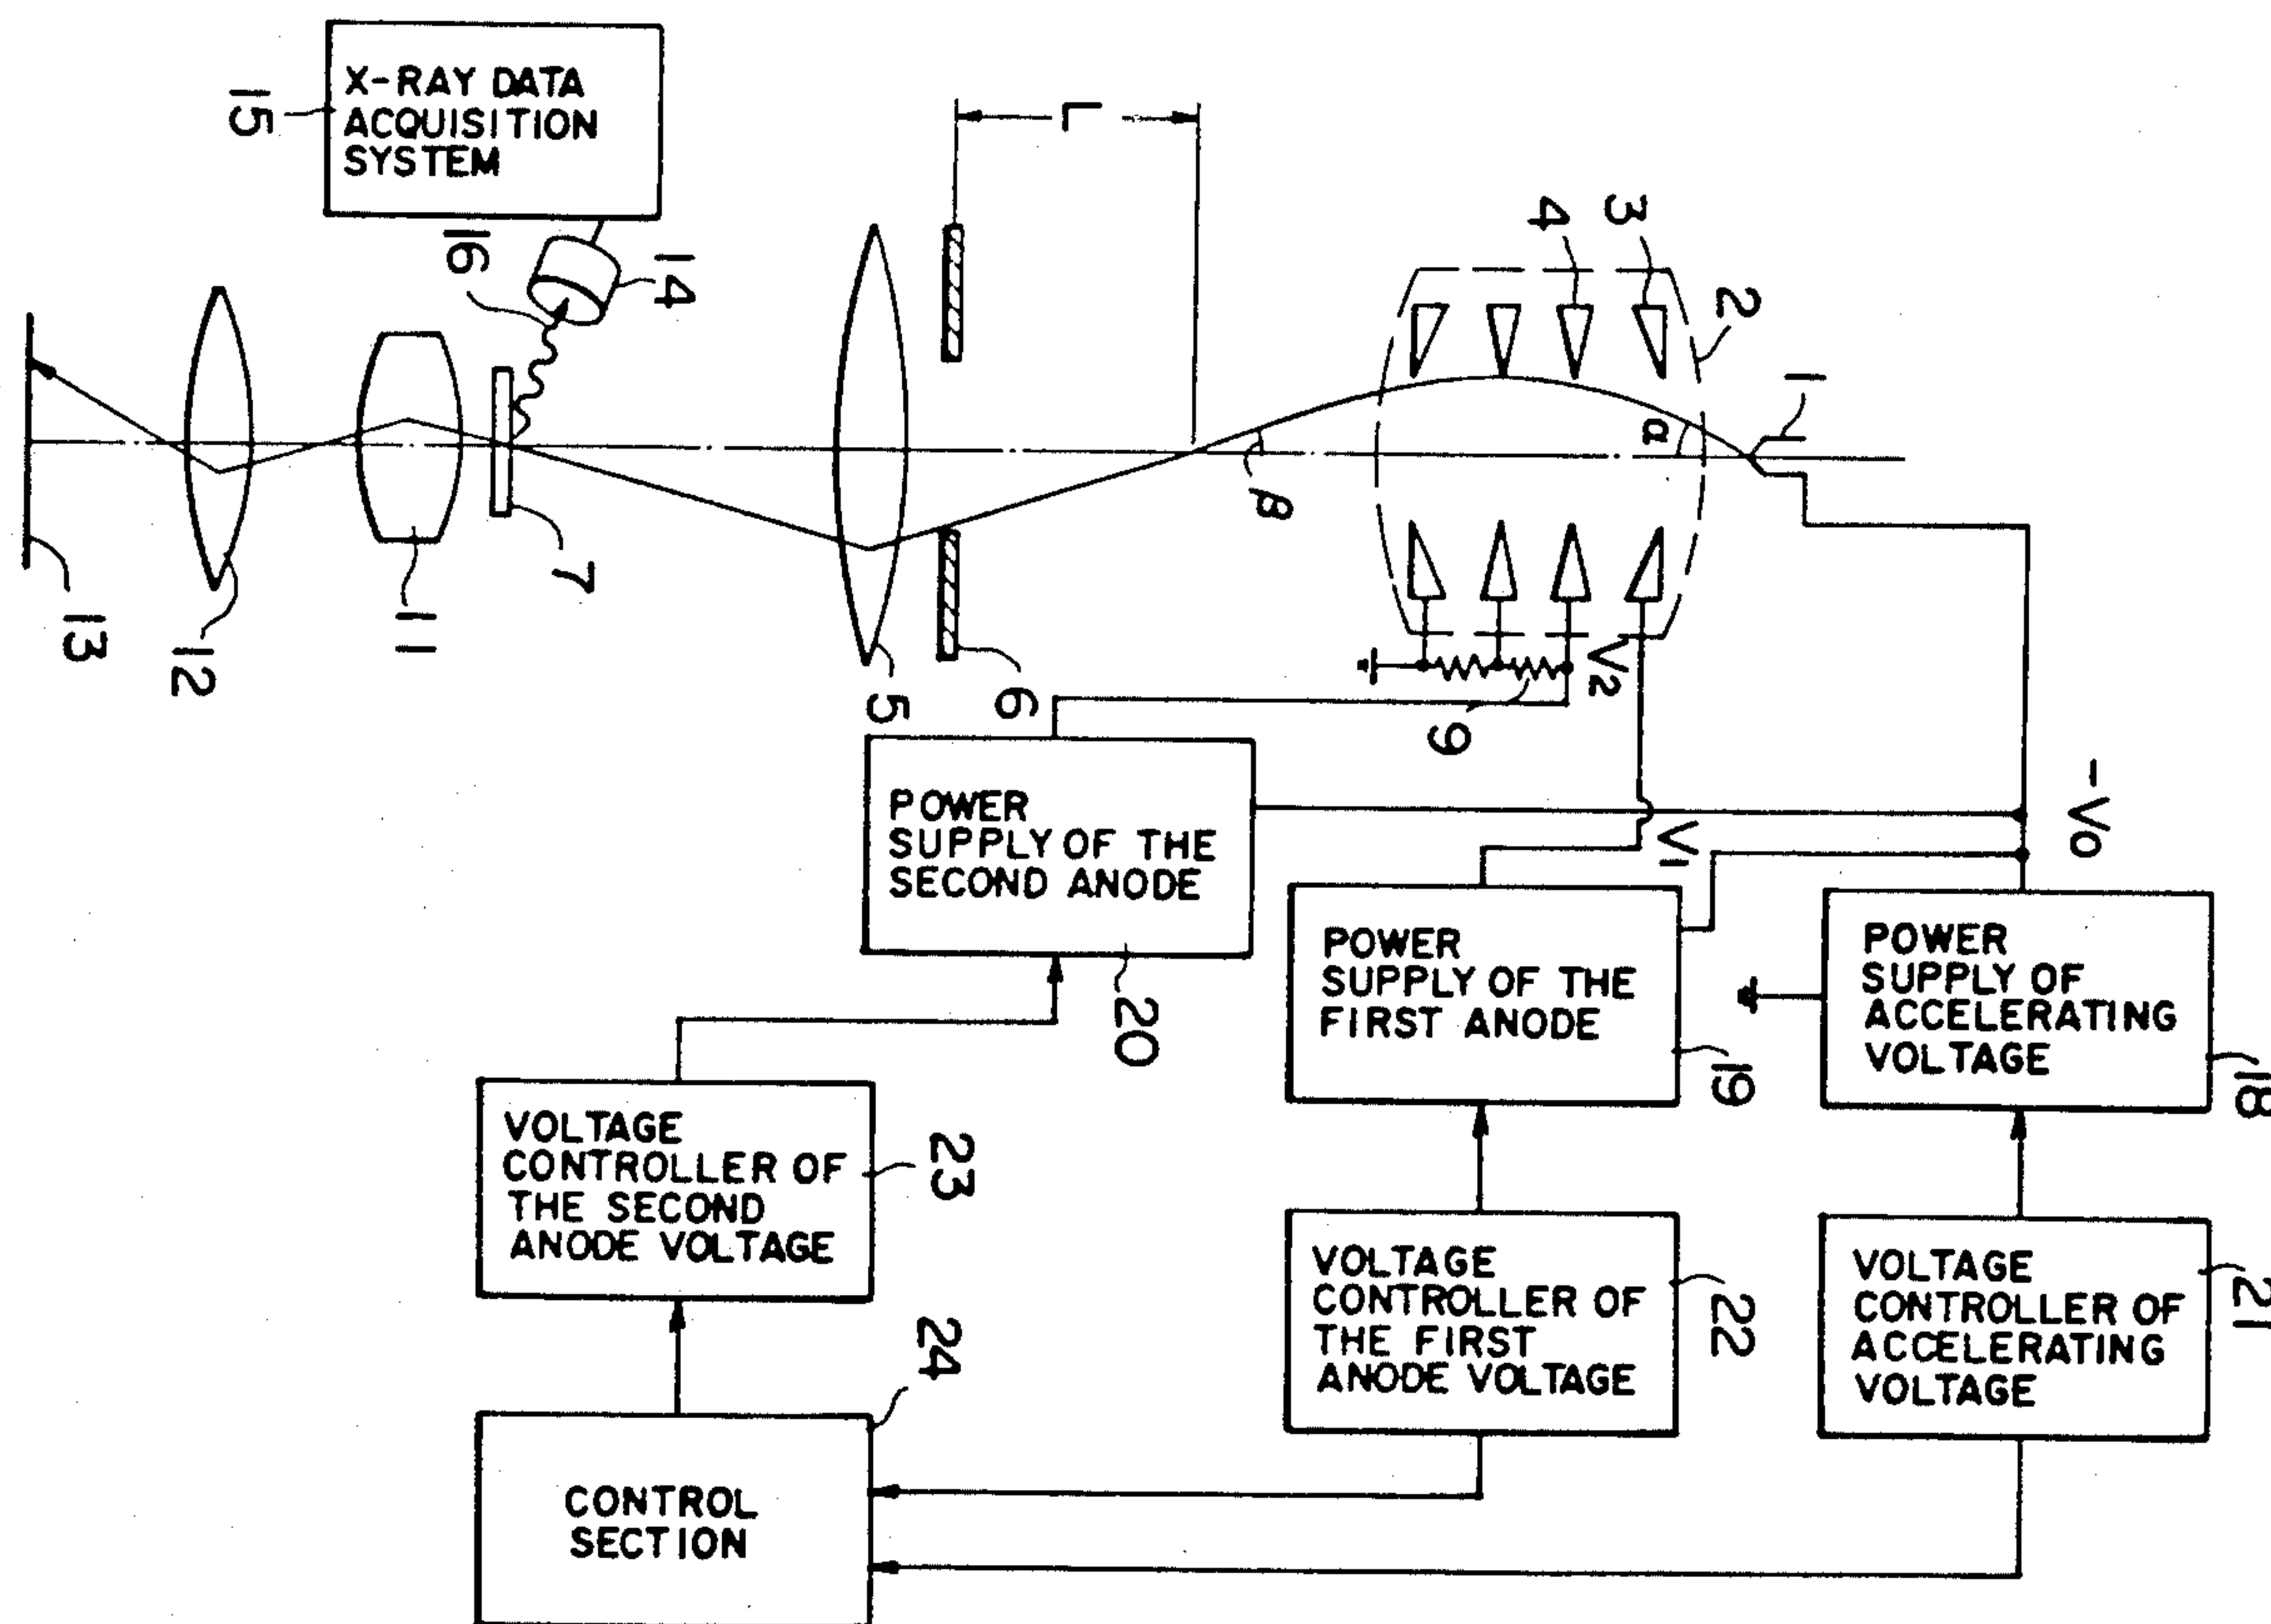 X-RAY DATA
ACQUISITION
SYSTEM
15
16
14
L
4
3
2
1
α
β
13
12
11
7
5
6
9
V2
V1
-V0
POWER
SUPPLY OF THE
SECOND ANODE
20
POWER
SUPPLY OF THE
FIRST ANODE
19
POWER
SUPPLY OF
ACCELERATING
VOLTAGE
18
VOLTAGE
CONTROLLER OF
THE SECOND
ANODE VOLTAGE
23
VOLTAGE
CONTROLLER OF
THE FIRST
ANODE VOLTAGE
22
VOLTAGE
CONTROLLER OF
ACCELERATING
VOLTAGE
21
24
CONTROL
SECTION